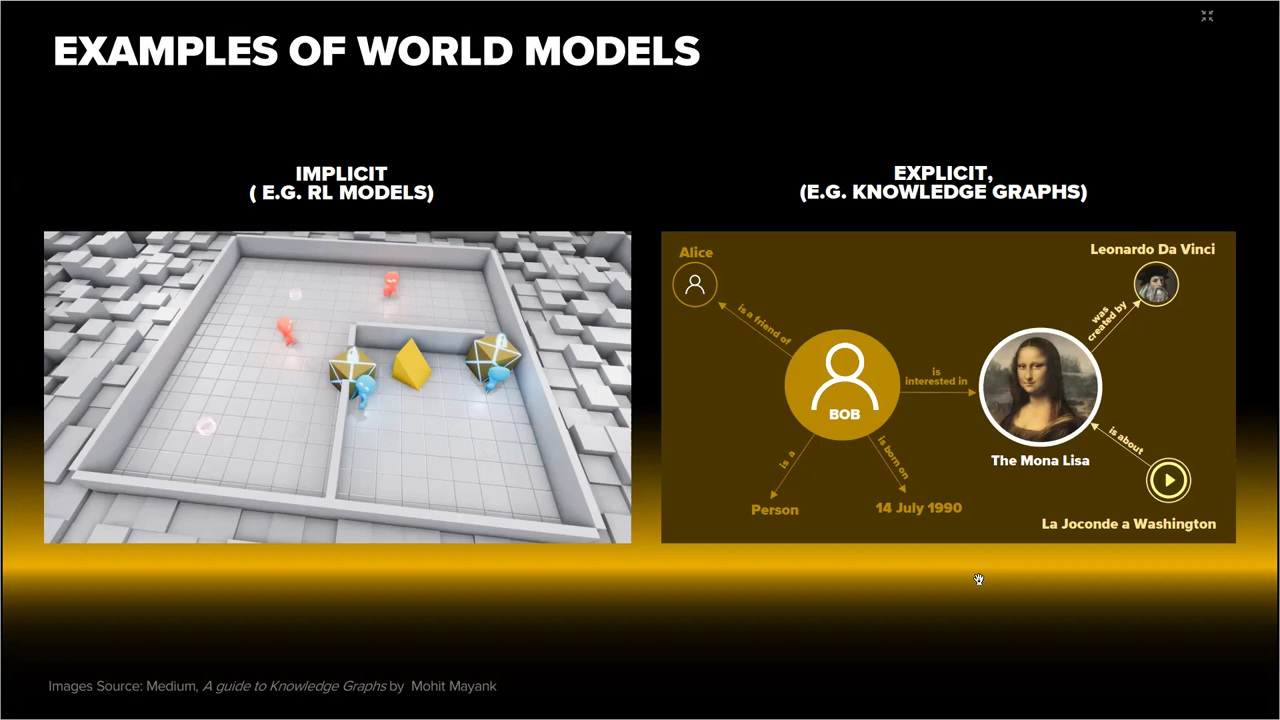 EXAMPLES OF WORLD MODELS
IMPLICIT
( E.G. RL MODELS)
EXPLICIT,
(E.G. KNOWLEDGE GRAPHS)
Alice
Leonardo Da Vinci
is a friend of
was
created by
is
interested in
BOB
is about
The Mona Lisa
is a
is born on
Person
14 July 1990
La Joconde a Washington
Images Source: Medium, A guide to Knowledge Graphs by Mohit Mayank